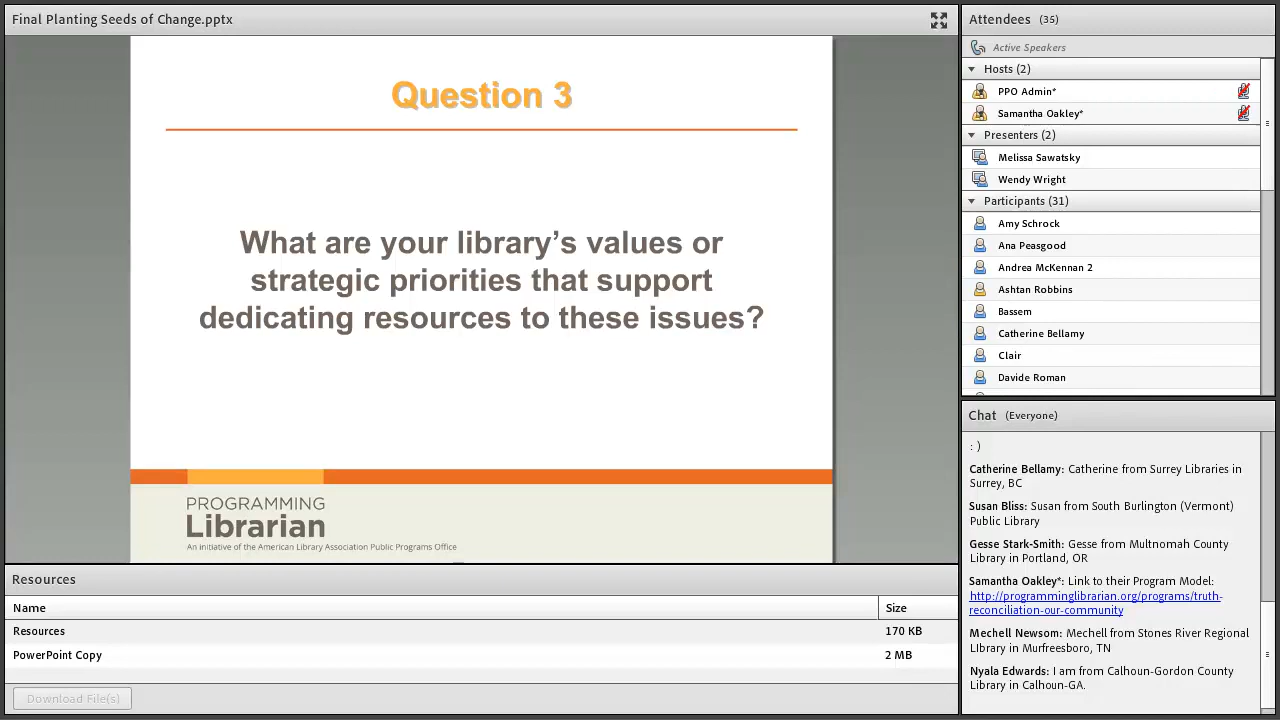 Final Planting Seeds of Change.pptx
Question 3
What are your library's values or
strategic priorities that support
dedicating resources to these issues?
PROGRAMMING
Librarian
An initiative of the American Library Association Public Programs Office
Resources
Name
Size
Resources
170 KB
PowerPoint Copy
2 MB
Download File(s)
Attendees (35)
Active Speakers
Hosts (2)
PPO Admin*
Samantha Oakley*
Presenters (2)
Melissa Sawatsky
Wendy Wright
Participants (31)
Amy Schrock
Ana Peasgood
Andrea McKennan 2
Ashtan Robbins
Bassem
Catherine Bellamy
Clair
Davide Roman
Chat (Everyone)
: )
Catherine Bellamy: Catherine from Surrey Libraries in
Surrey, BC
Susan Bliss: Susan from South Burlington (Vermont)
Public Library
Gesse Stark-Smith: Gesse from Multnomah County
Library in Portland, OR
Samantha Oakley*: Link to their Program Model:
http://programminglibrarian.org/programs/truth-
reconciliation-our-community
Mechell Newsom: Mechell from Stones River Regional
LIbrary in Murfreesboro, TN
Nyala Edwards: I am from Calhoun-Gordon County
Library in Calhoun-GA.